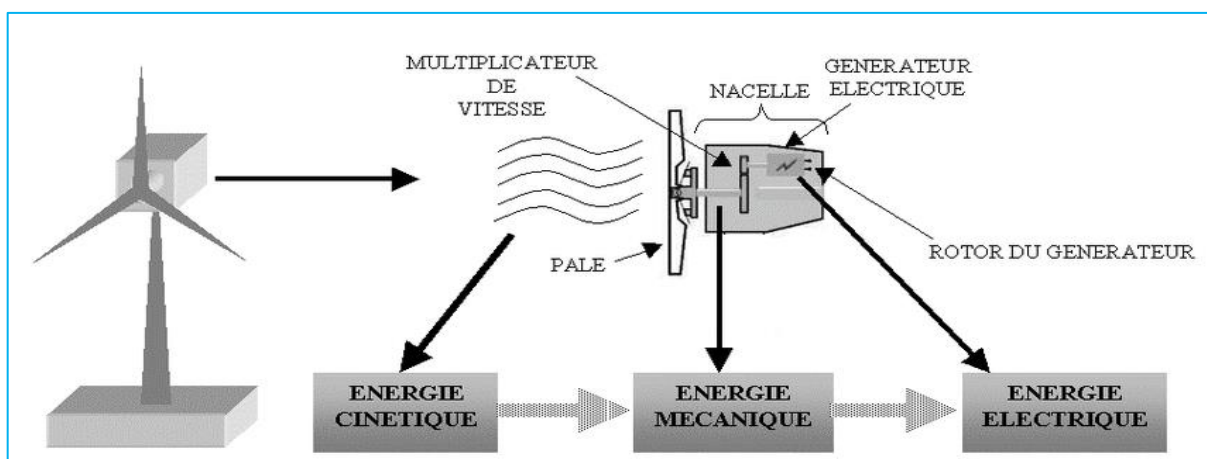 MULTIPLICATEUR
DE
VITESSE
NACELLE
GENERATEUR
ELECTRIQUE
PALE
ROTOR DU GENERATEUR
ENERGIE
CINETIQUE
ENERGIE
MECANIQUE
ENERGIE
ELECTRIQUE